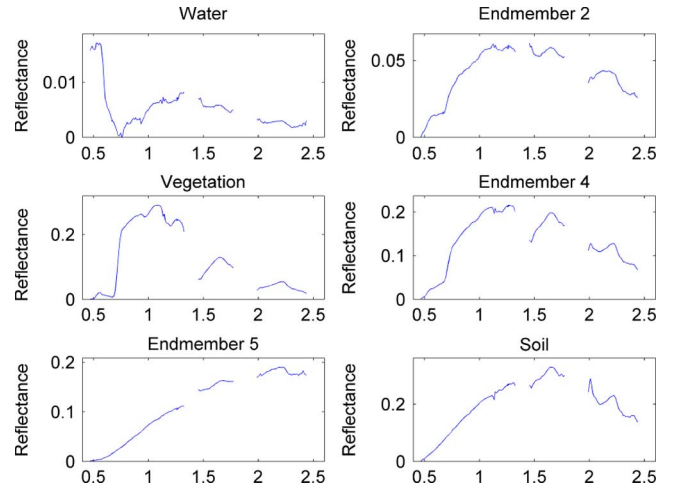 Water
Reflectance
0.01
0
0.5 1 1.5 2 2.5
Endmember 2
Reflectance
0.05
0
0.5 1 1.5 2 2.5
Vegetation
Reflectance
0.2
0
0.5 1 1.5 2 2.5
Endmember 4
Reflectance
0.2
0.1
0
0.5 1 1.5 2 2.5
Endmember 5
Reflectance
0.2
0.1
0
0.5 1 1.5 2 2.5
Soil
Reflectance
0.2
0
0.5 1 1.5 2 2.5